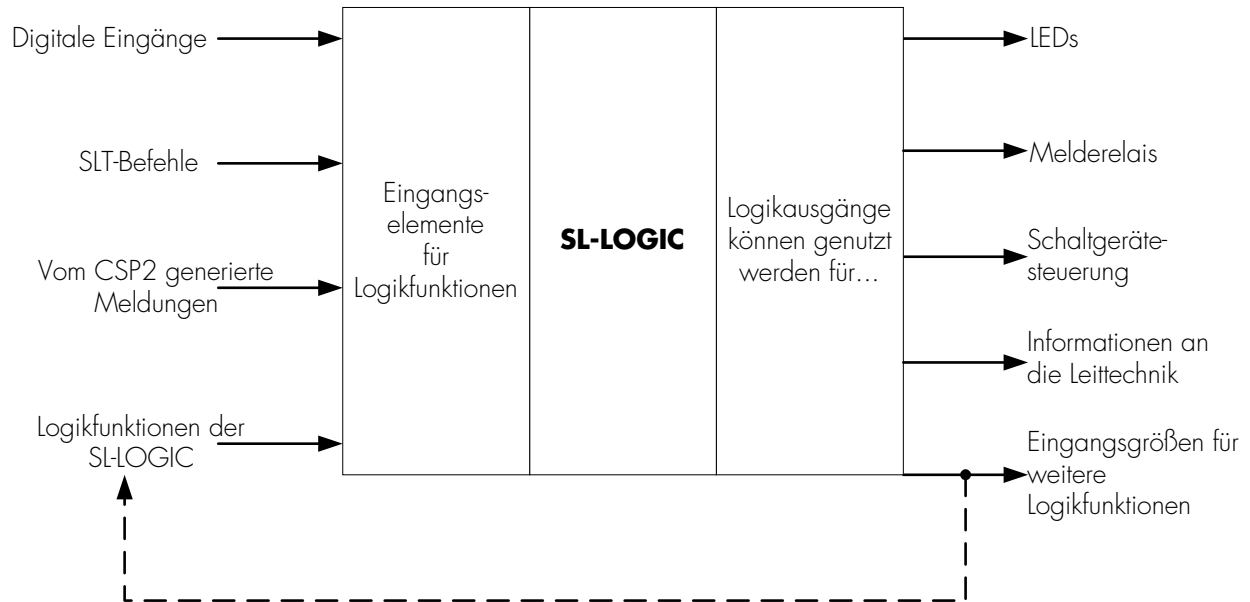 Digitale Eingänge
SLT-Befehle
Vom CSP2 generierte
Meldungen
Logikfunktionen der
SL-LOGIC
Eingangs-
elemente
für
Logikfunktionen
SL-LOGIC
Logikausgänge
können genutzt
werden für...
LEDs
Melderelais
Schaltgeräte-
steuerung
Informationen an
die Leittechnik
Eingangsgrößen für
weitere
Logikfunktionen